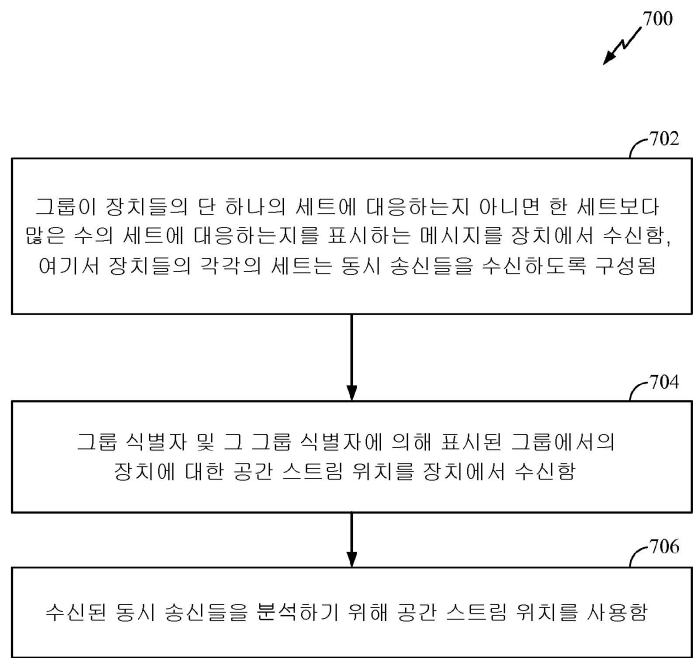 700
702
그룹이 장치들의 단 하나의 세트에 대응하는지 아니면 한 세트보다
많은 수의 세트에 대응하는지를 표시하는 메시지를 장치에서 수신함,
여기서 장치들의 각각의 세트는 동시 송신들을 수신하도록 구성됨
704
그룹 식별자 및 그 그룹 식별자에 의해 표시된 그룹에서의
장치에 대한 공간 스트림 위치를 장치에서 수신함
706
수신된 동시 송신들을 분석하기 위해 공간 스트림 위치를 사용함